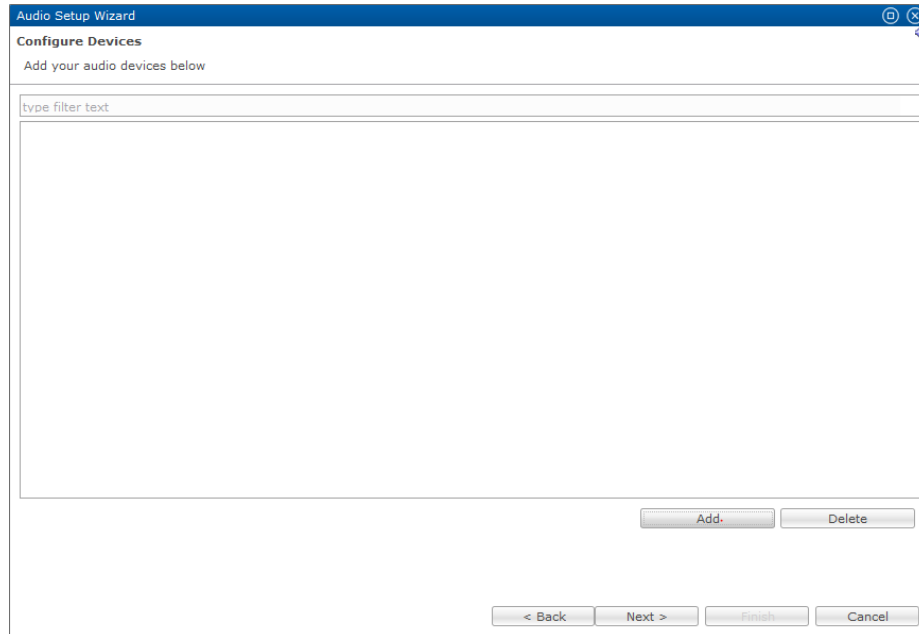 Audio Setup Wizard
Configure Devices
Add your audio devices below
type filter text
Add. Delete
< Back Next > Finish Cancel